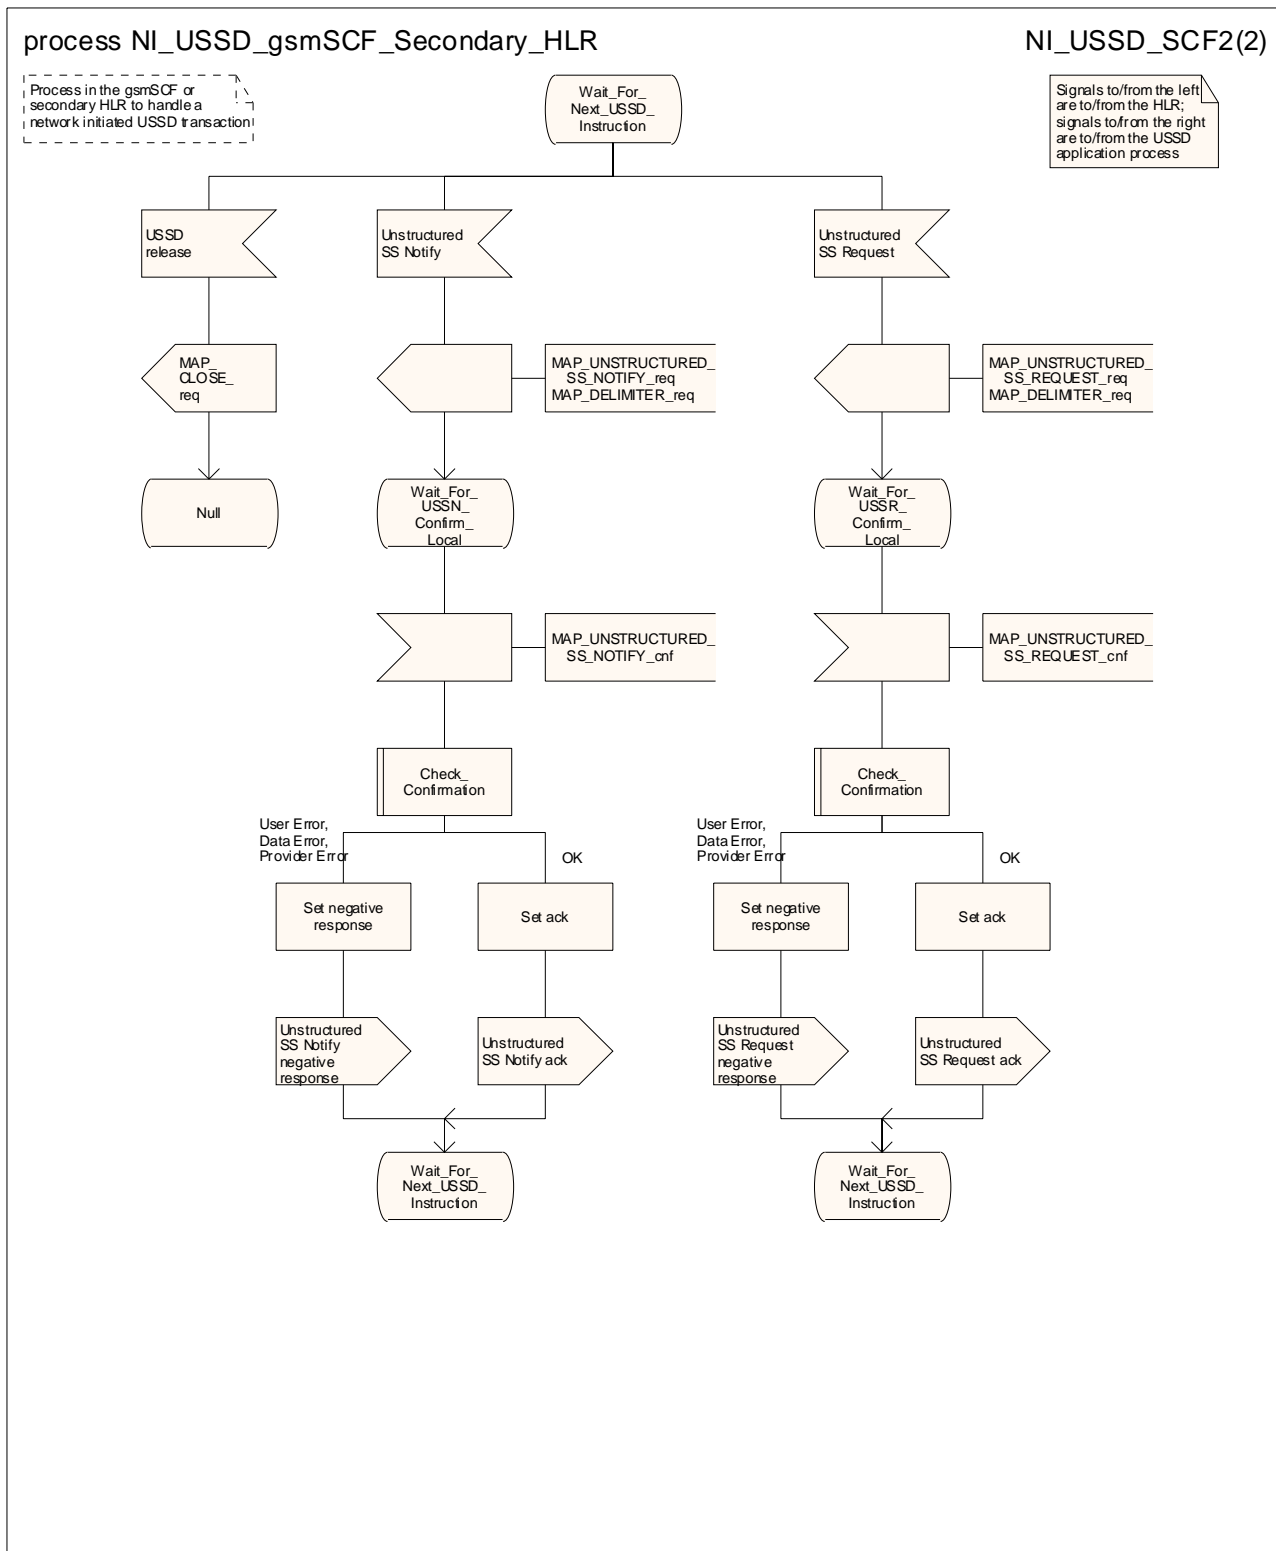 process NI_USSD_gsmSCF_Secondary_HLR
NI_USSD_SCF2(2)
Process in the gsmSCF or
secondary HLR to handle a
network initiated USSD transaction
Wait_For_
Next_USSD_
Instruction
Signals to/from the left
are to/from the HLR;
signals to/from the right
are to/from the USSD
application process
USSD
release
Unstructured
SS Notify
Unstructured
SS Request
MAP_
CLOSE_
req
MAP_UNSTRUCTURED_
SS_NOTIFY_req
MAP_DELIMITER_req
MAP_UNSTRUCTURED_
SS_REQUEST_req
MAP_DELIMITER_req
Null
Wait_For_
USSN_
Confirm_
Local
Wait_For_
USSR_
Confirm_
Local
MAP_UNSTRUCTURED_
SS_NOTIFY_cnf
MAP_UNSTRUCTURED_
SS_REQUEST_cnf
Check_
Confirmation
Check_
Confirmation
User Error,
Data Error,
Provider Error
OK
User Error,
Data Error,
Provider Error
OK
Set negative
response
Set ack
Set negative
response
Set ack
Unstructured
SS Notify
negative
response
Unstructured
SS Notify ack
Unstructured
SS Request
negative
response
Unstructured
SS Request ack
Wait_For_
Next_USSD_
Instruction
Wait_For_
Next_USSD_
Instruction